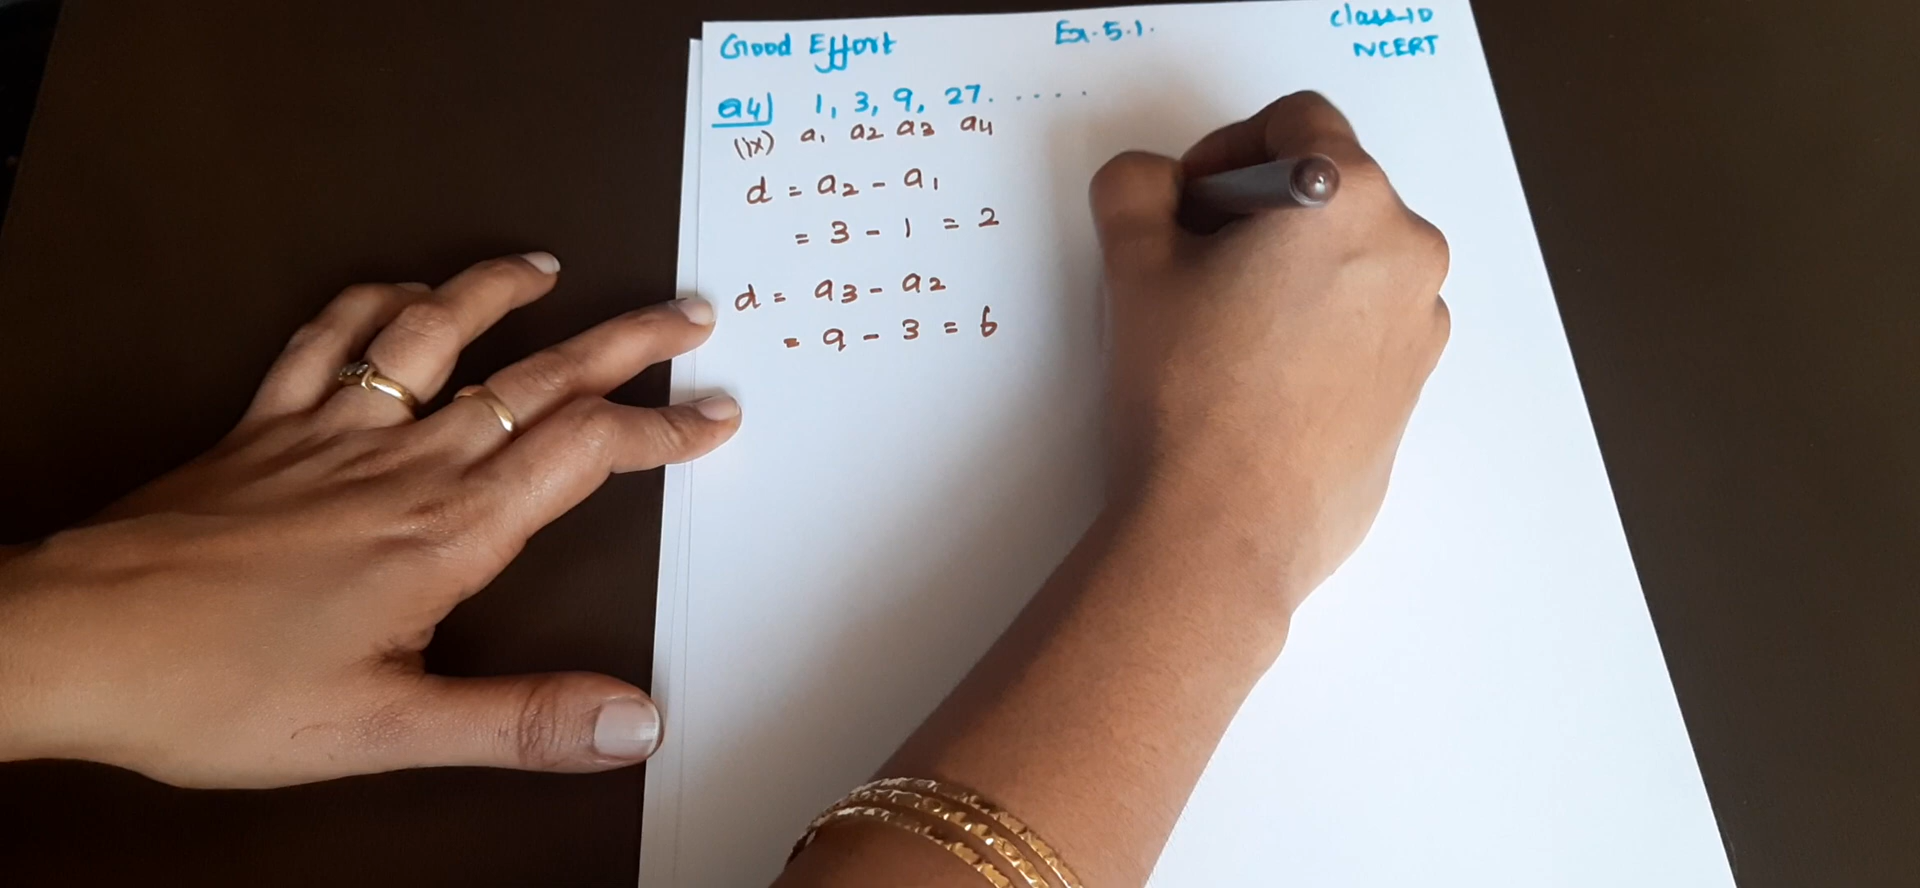 Good Effort Ex. 5.1. Class-10
NCERT
Q4) 1, 3, 9, 27. ....
(ix) a1 a2 a3 a4
d = a2 - a1
= 3 - 1 = 2
d = a3 - a2
= 9 - 3 = 6